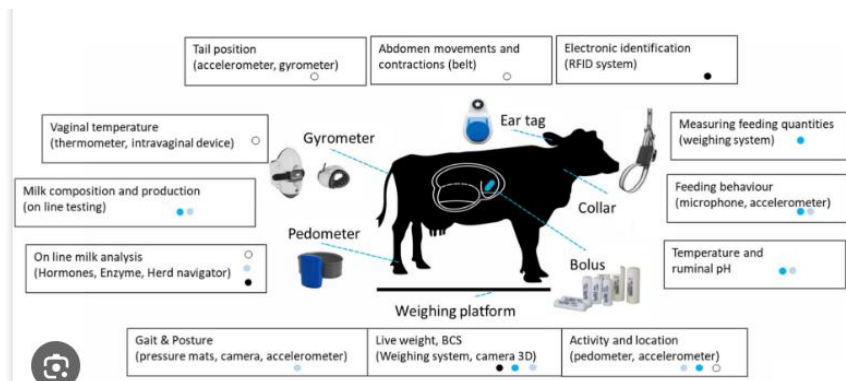 Tail position
(accelerometer, gyrometer)
Abdomen movements and
contractions (belt)
Electronic identification
(RFID system)
Vaginal temperature
(thermometer, intravaginal device)
Gyrometer
Ear tag
Measuring feeding quantities
(weighing system)
Milk composition and production
(on line testing)
Collar
Feeding behaviour
(microphone, accelerometer)
On line milk analysis
(Hormones, Enzyme, Herd navigator)
Pedometer
Bolus
Temperature and
ruminal pH
Weighing platform
Gait & Posture
(pressure mats, camera, accelerometer)
Live weight, BCS
(Weighing system, camera 3D)
Activity and location
(pedometer, accelerometer)